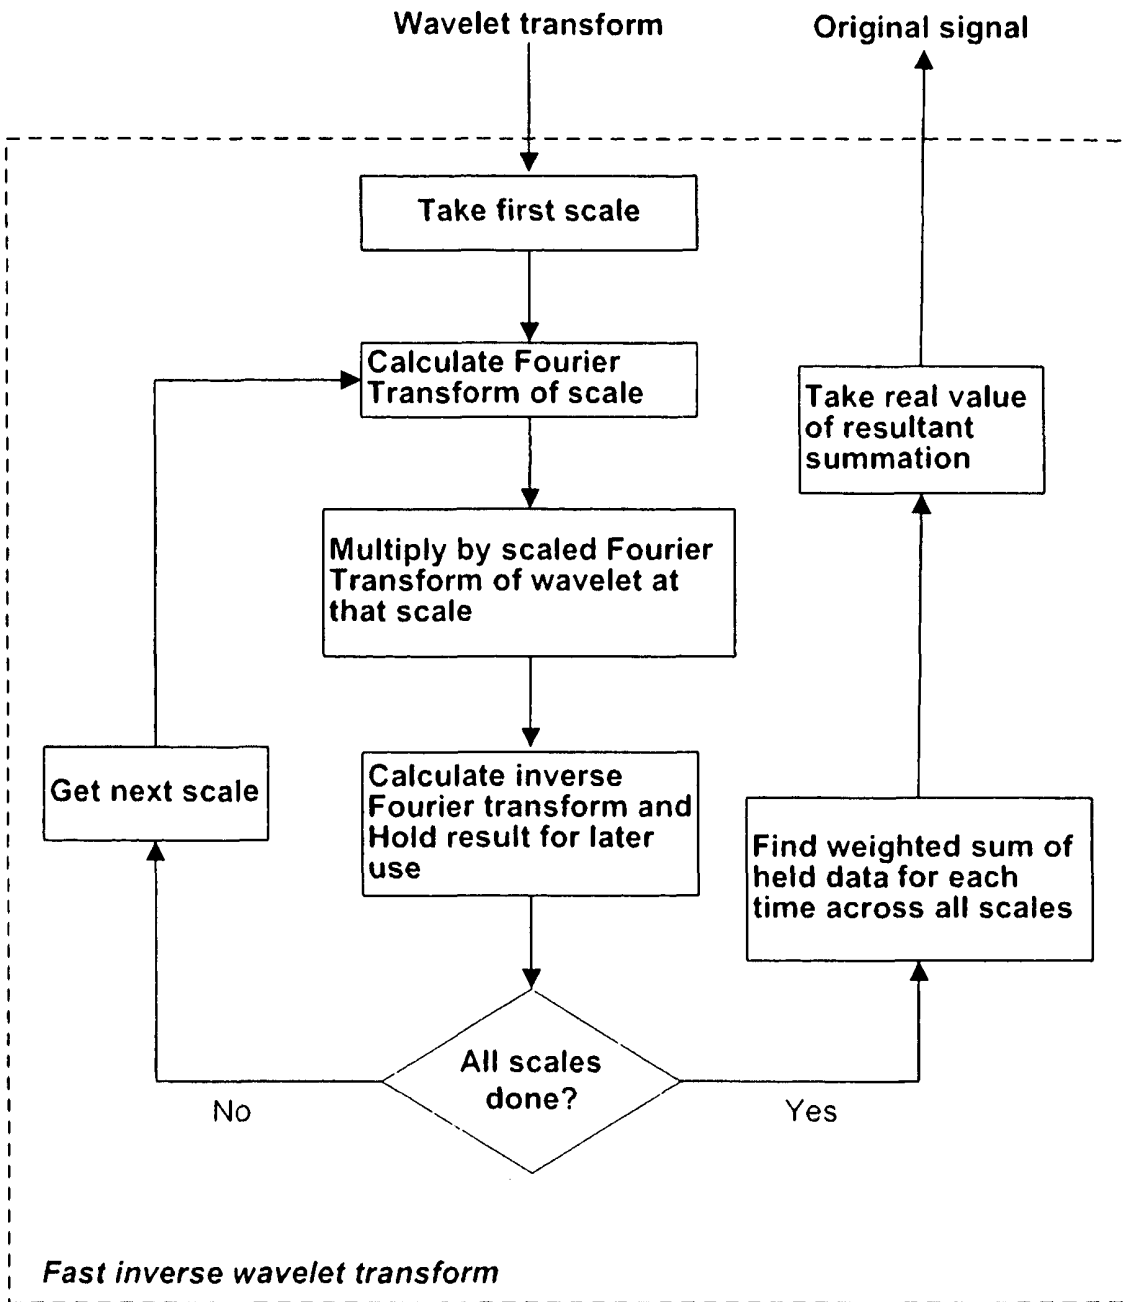 Wavelet transform
Original signal
Take first scale
Calculate Fourier
Transform of scale
Multiply by scaled Fourier
Transform of wavelet at
that scale
Calculate inverse
Fourier transform and
Hold result for later
use
All scales
done?
No
Get next scale
Yes
Find weighted sum of
held data for each
time across all scales
Take real value
of resultant
summation
Fast inverse wavelet transform